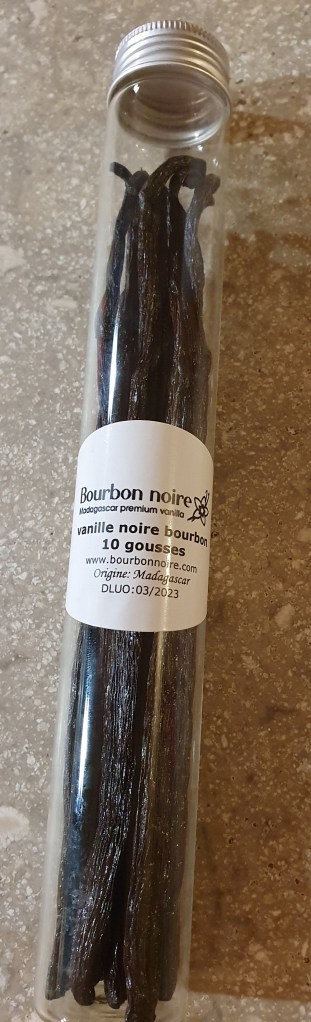 Bourbon noire
Madagascar premium vanilla
vanille noire bourbon
10 gousses
www.bourbonnoire.com
Origine: Madagascar
DLUO:03/2023